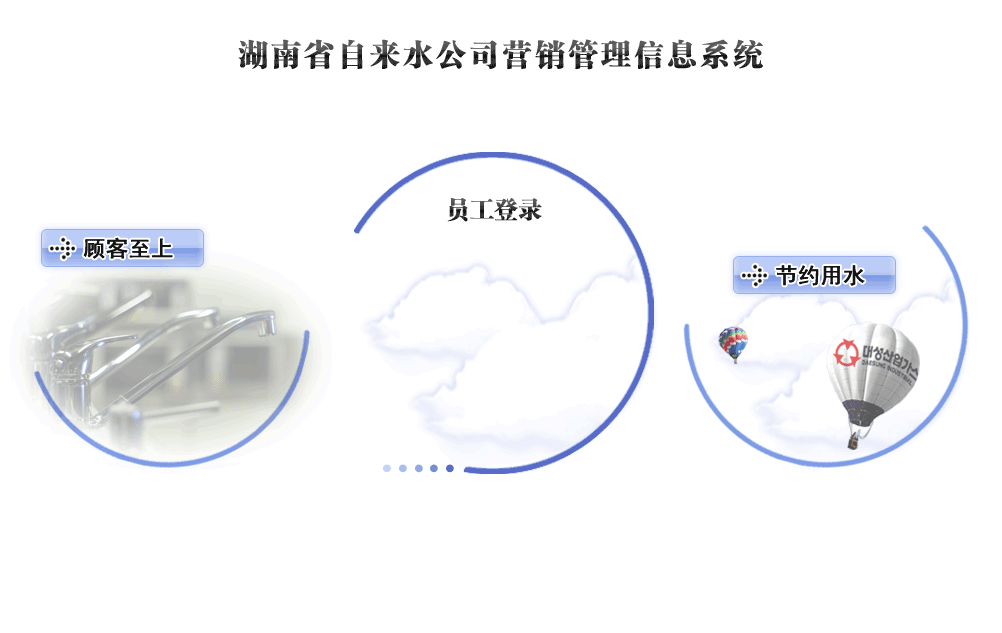 湖南省自来水公司营销管理信息系统
员工登录
顾客至上
节约用水
대성산업가스
DAESUNG INDUSTRIAL